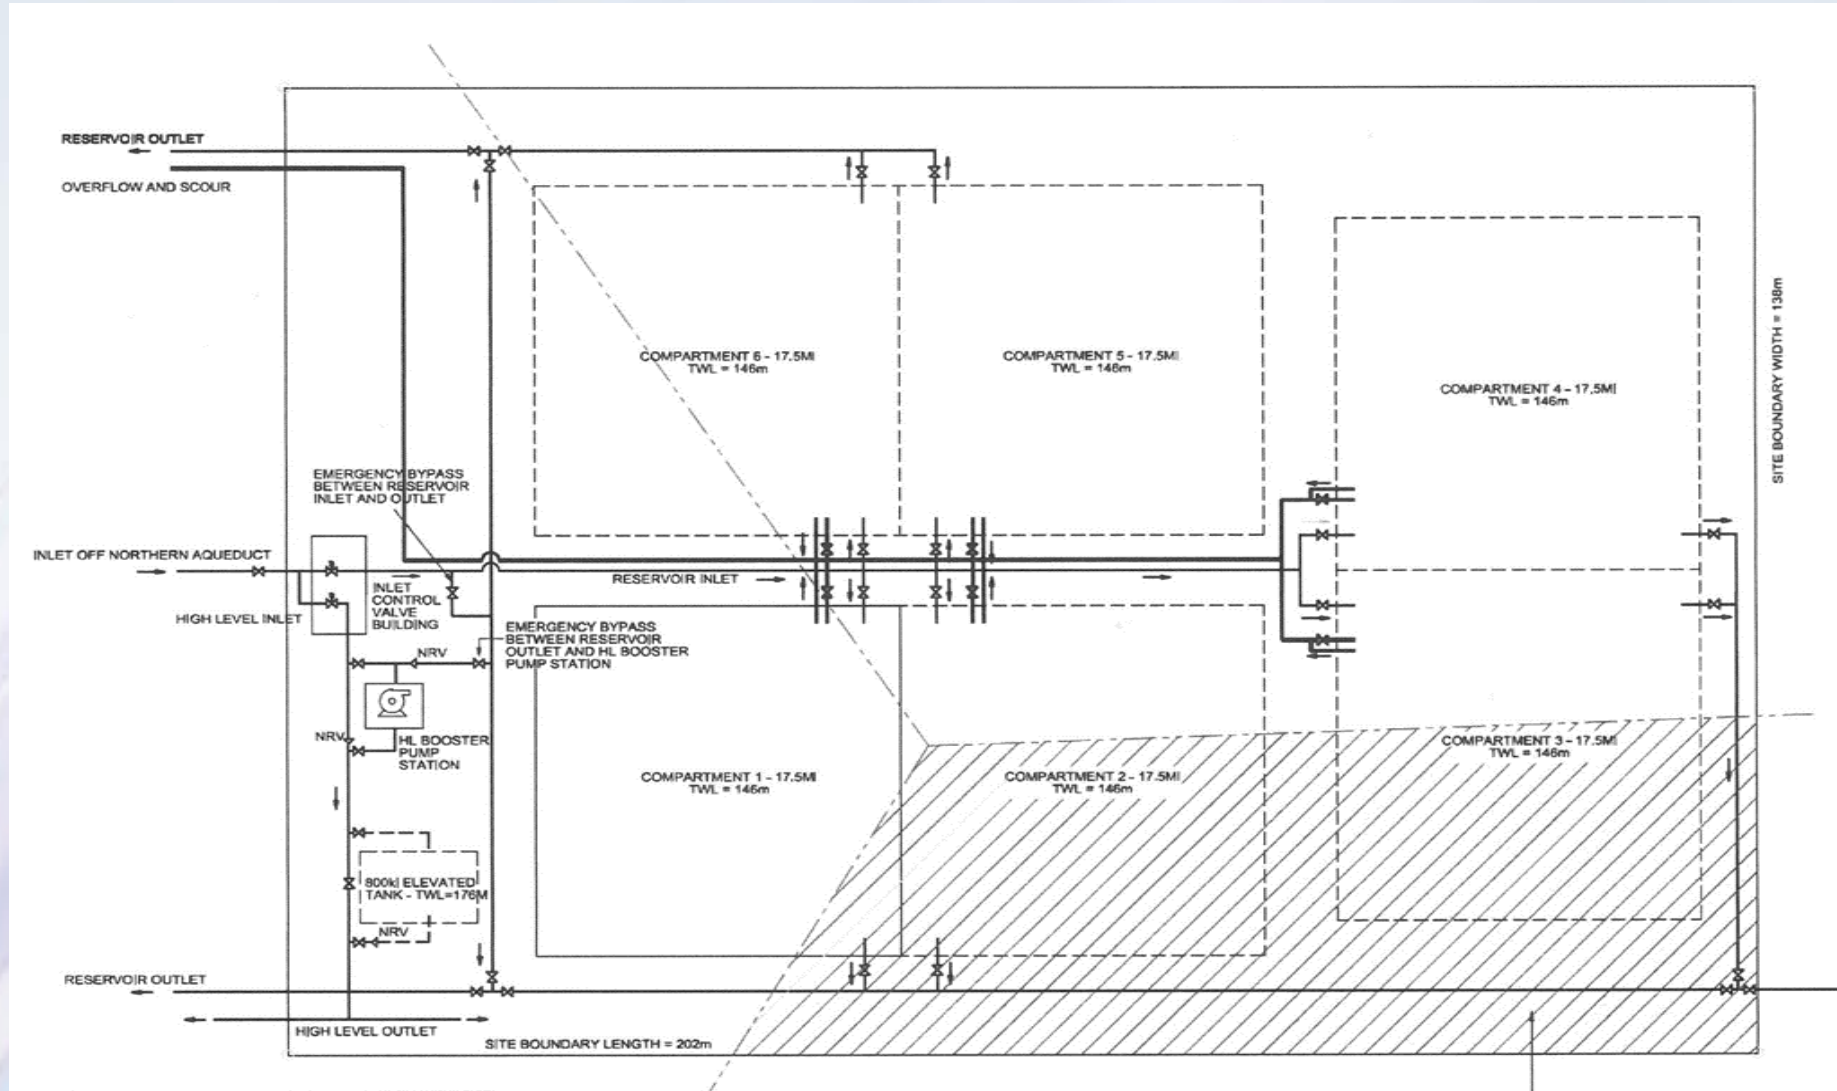 RESERVOIR OUTLET
OVERFLOW AND SCOUR
COMPARTMENT 6 - 17.5Ml
TWL = 146m
COMPARTMENT 5 - 17.5Ml
TWL = 146m
COMPARTMENT 4 - 17.5Ml
TWL = 146m
SITE BOUNDARY WIDTH = 138m
EMERGENCY BYPASS
BETWEEN RESERVOIR
INLET AND OUTLET
INLET OFF NORTHERN AQUEDUCT
RESERVOIR INLET
INLET
CONTROL
VALVE
BUILDING
HIGH LEVEL INLET
EMERGENCY BYPASS
BETWEEN RESERVOIR
OUTLET AND HL BOOSTER
PUMP STATION
NRV
NRV
HL BOOSTER
PUMP
STATION
COMPARTMENT 1 - 17.5Ml
TWL = 146m
COMPARTMENT 2 - 17.5Ml
TWL = 146m
COMPARTMENT 3 - 17.5Ml
TWL = 146m
800kl ELEVATED
TANK - TWL=176M
NRV
RESERVOIR OUTLET
HIGH LEVEL OUTLET
SITE BOUNDARY LENGTH = 202m